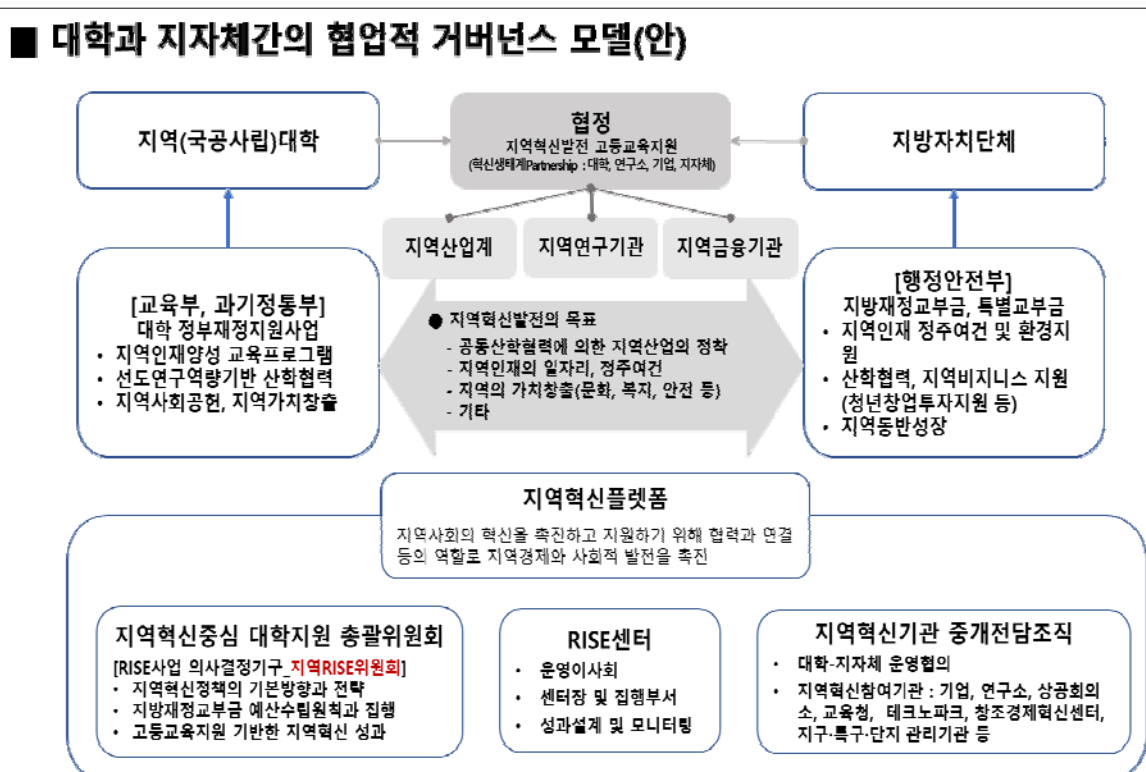 ■ 대학과 지자체간의 협업적 거버넌스 모델(안)
지역(국공사립)대학
협정
지역혁신발전 고등교육지원
(혁신생태계Partnership : 대학, 연구소, 기업, 지자체)
지방자치단체
지역산업계
지역연구기관
지역금융기관
[교육부, 과기정통부]
대학 정부재정지원사업
• 지역인재양성 교육프로그램
• 선도연구역량기반 산학협력
• 지역사회공헌, 지역가치창출
● 지역혁신발전의 목표
- 공동산학협력에 의한 지역산업의 정착
- 지역인재의 일자리, 정주여건
- 지역의 가치창출(문화, 복지, 안전 등)
- 기타
[행정안전부]
지방재정교부금, 특별교부금
• 지역인재 정주여건 및 환경지
원
• 산학협력, 지역비지니스 지원
(청년창업투자지원 등)
• 지역동반성장
지역혁신플렛폼
지역사회의 혁신을 촉진하고 지원하기 위해 협력과 연결
등의 역할로 지역경제와 사회적 발전을 촉진
지역혁신중심 대학지원 총괄위원회
[RISE사업 의사결정기구_지역RISE위원회]
• 지역혁신정책의 기본방향과 전략
• 지방재정교부금 예산수립원칙과 집행
• 고등교육지원 기반한 지역혁신 성과
RISE센터
• 운영이사회
• 센터장 및 집행부서
• 성과설계 및 모니터링
지역혁신기관 중개전담조직
• 대학-지자체 운영협의
• 지역혁신참여기관 : 기업, 연구소, 상공회의
소, 교육청, 테크노파크, 창조경제혁신센터,
지구·특구·단지 관리기관 등